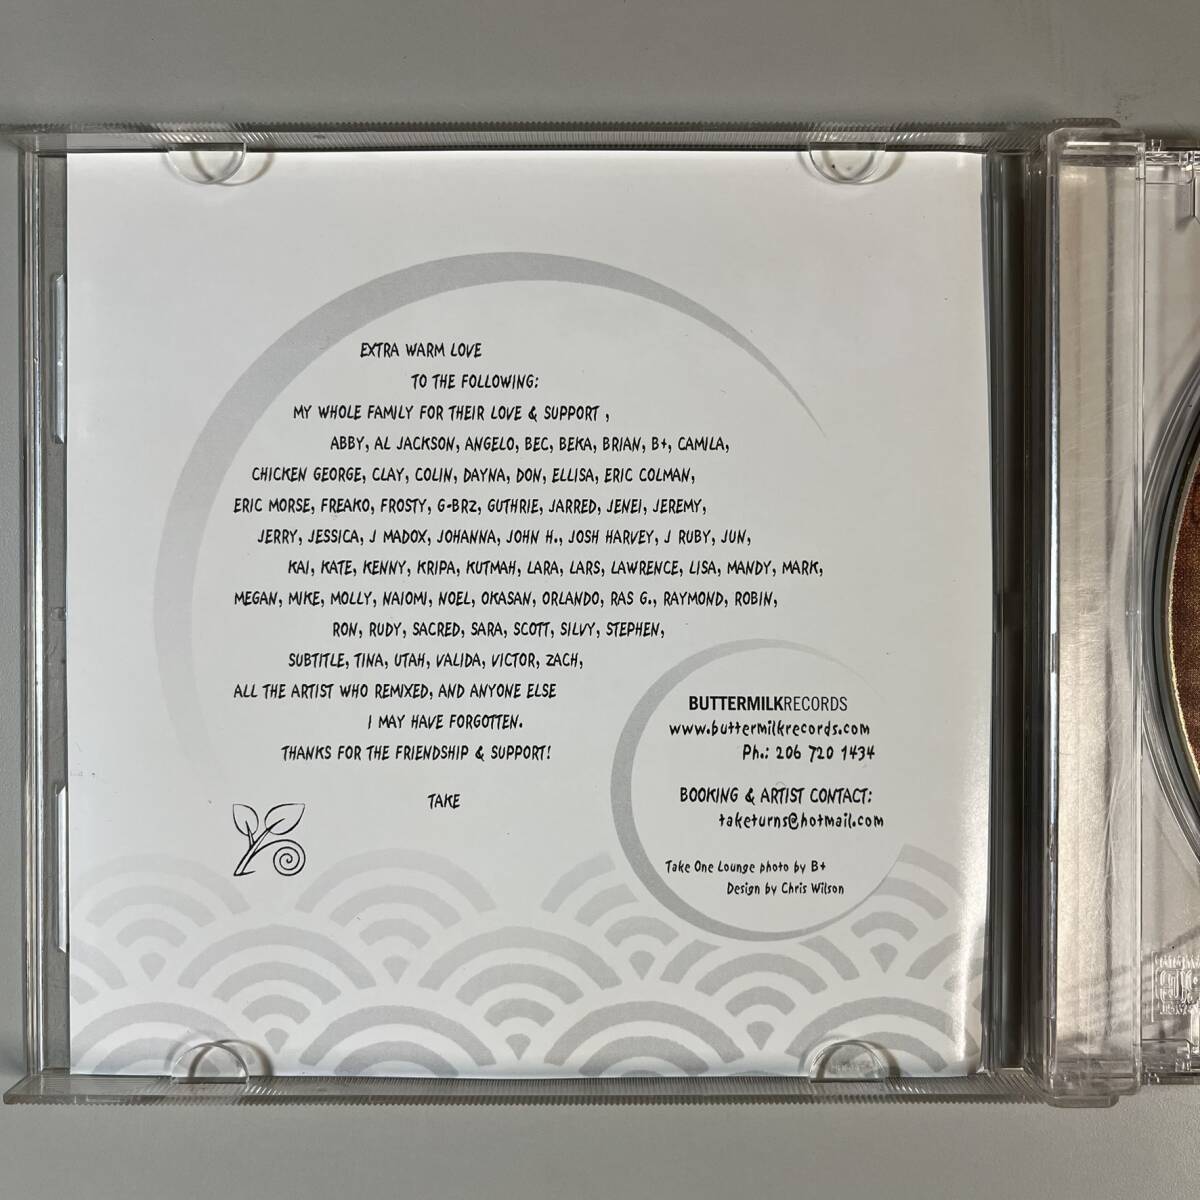 EXTRA WARM LOVE
TO THE FOLLOWING:
MY WHOLE FAMILY FOR THEIR LOVE & SUPPORT ,
ABBY, AL JACKSON, ANGELO, BEC, BEKA, BRIAN, B+, CAMILA,
CHICKEN GEORGE, CLAY, COLIN, DAYNA, DON, ELLISA, ERIC COLMAN,
ERIC MORSE, FREAKO, FROSTY, G-BRZ, GUTHRIE, JARRED, JENEI, JEREMY,
JERRY, JESSICA, J MADOX, JOHANNA, JOHN H., JOSH HARVEY, J RUBY, JUN,
KAI, KATE, KENNY, KRIPA, KUTMAH, LARA, LARS, LAWRENCE, LISA, MANDY, MARK,
MEGAN, MIKE, MOLLY, NAIOMI, NOEL, OKASAN, ORLANDO, RAS G., RAYMOND, ROBIN,
RON, RUDY, SACRED, SARA, SCOTT, SILVY, STEPHEN,
SUBTITLE, TINA, UTAH, VALIDA, VICTOR, ZACH,
ALL THE ARTIST WHO REMIXED, AND ANYONE ELSE
I MAY HAVE FORGOTTEN.
THANKS FOR THE FRIENDSHIP & SUPPORT!
TAKE
BUTTERMILKRECORDS
www.buttermilkrecords.com
Ph.: 206 720 1434
BOOKING & ARTIST CONTACT:
taketurns@hotmail.com
Take One Lounge photo by B+
Design by Chris Wilson